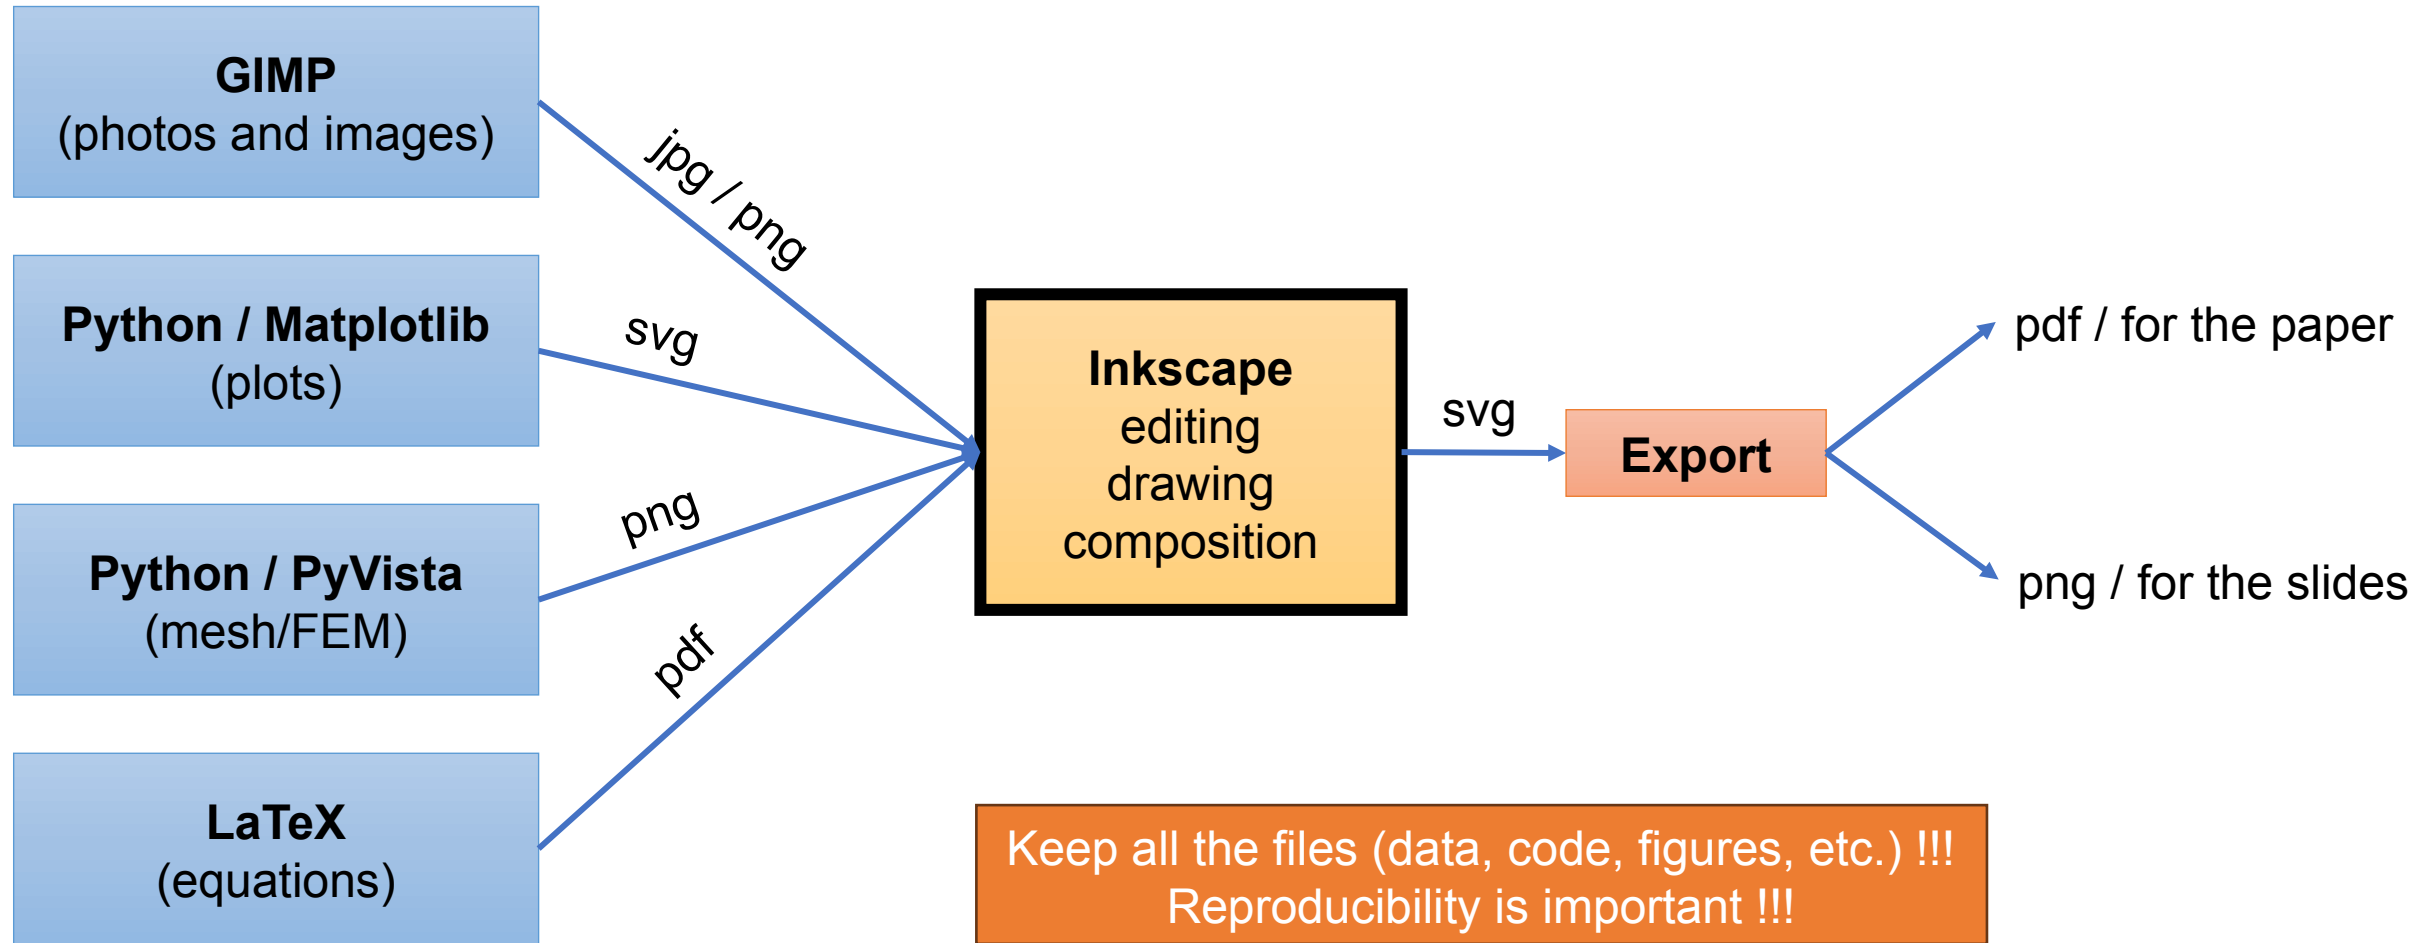 GIMP
(photos and images)
jpg / png
Python / Matplotlib
(plots)
svg
Python / PyVista
(mesh/FEM)
png
LaTeX
(equations)
pdf
Inkscape
editing
drawing
composition
svg
Export
pdf / for the paper
png / for the slides
Keep all the files (data, code, figures, etc.) !!!
Reproducibility is important !!!